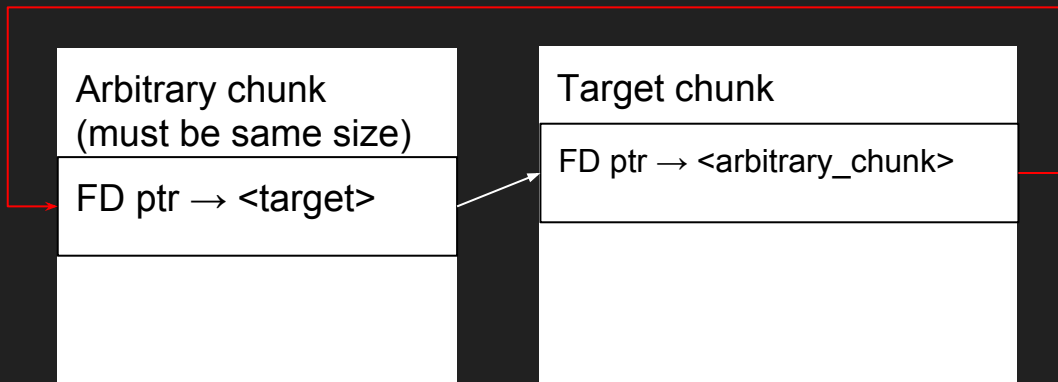 Arbitrary chunk
(must be same size)
FD ptr → <target>
Target chunk
FD ptr → <arbitrary_chunk>